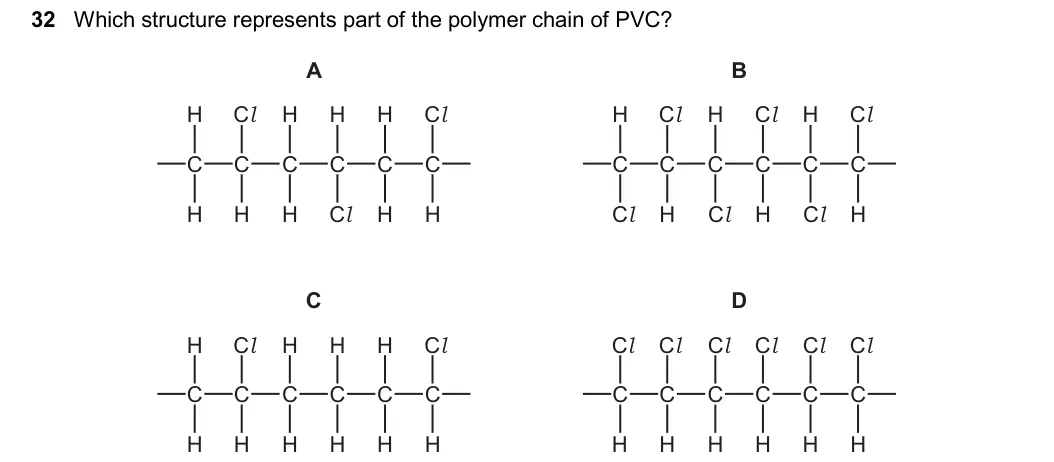 32 Which structure represents part of the polymer chain of PVC?
A B
H Cl H H H Cl H Cl H Cl H Cl
C C C C C C C C C C C C
H H H Cl H H Cl H Cl H Cl H
C D
H Cl H H H Cl Cl Cl Cl Cl Cl Cl
C C C C C C C C C C C C
H H H H H H H H H H H H